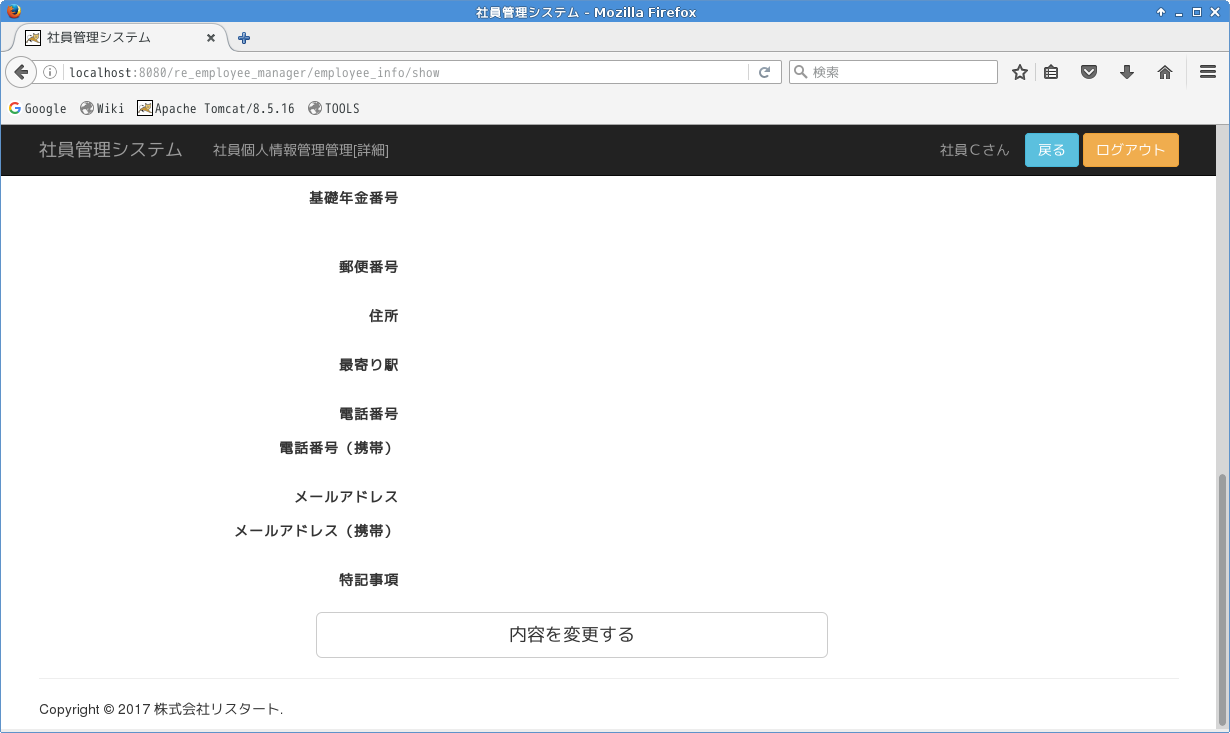 社員管理システム - Mozilla Firefox
社員管理システム
localhost:8080/re_employee_manager/employee_info/show
検索
Google Wiki Apache Tomcat/8.5.16 TOOLS
社員管理システム 社員個人情報管理管理[詳細] 社員Ｃさん 戻る ログアウト
基礎年金番号
郵便番号
住所
最寄り駅
電話番号
電話番号（携帯）
メールアドレス
メールアドレス（携帯）
特記事項
内容を変更する
Copyright © 2017 株式会社リスタート.